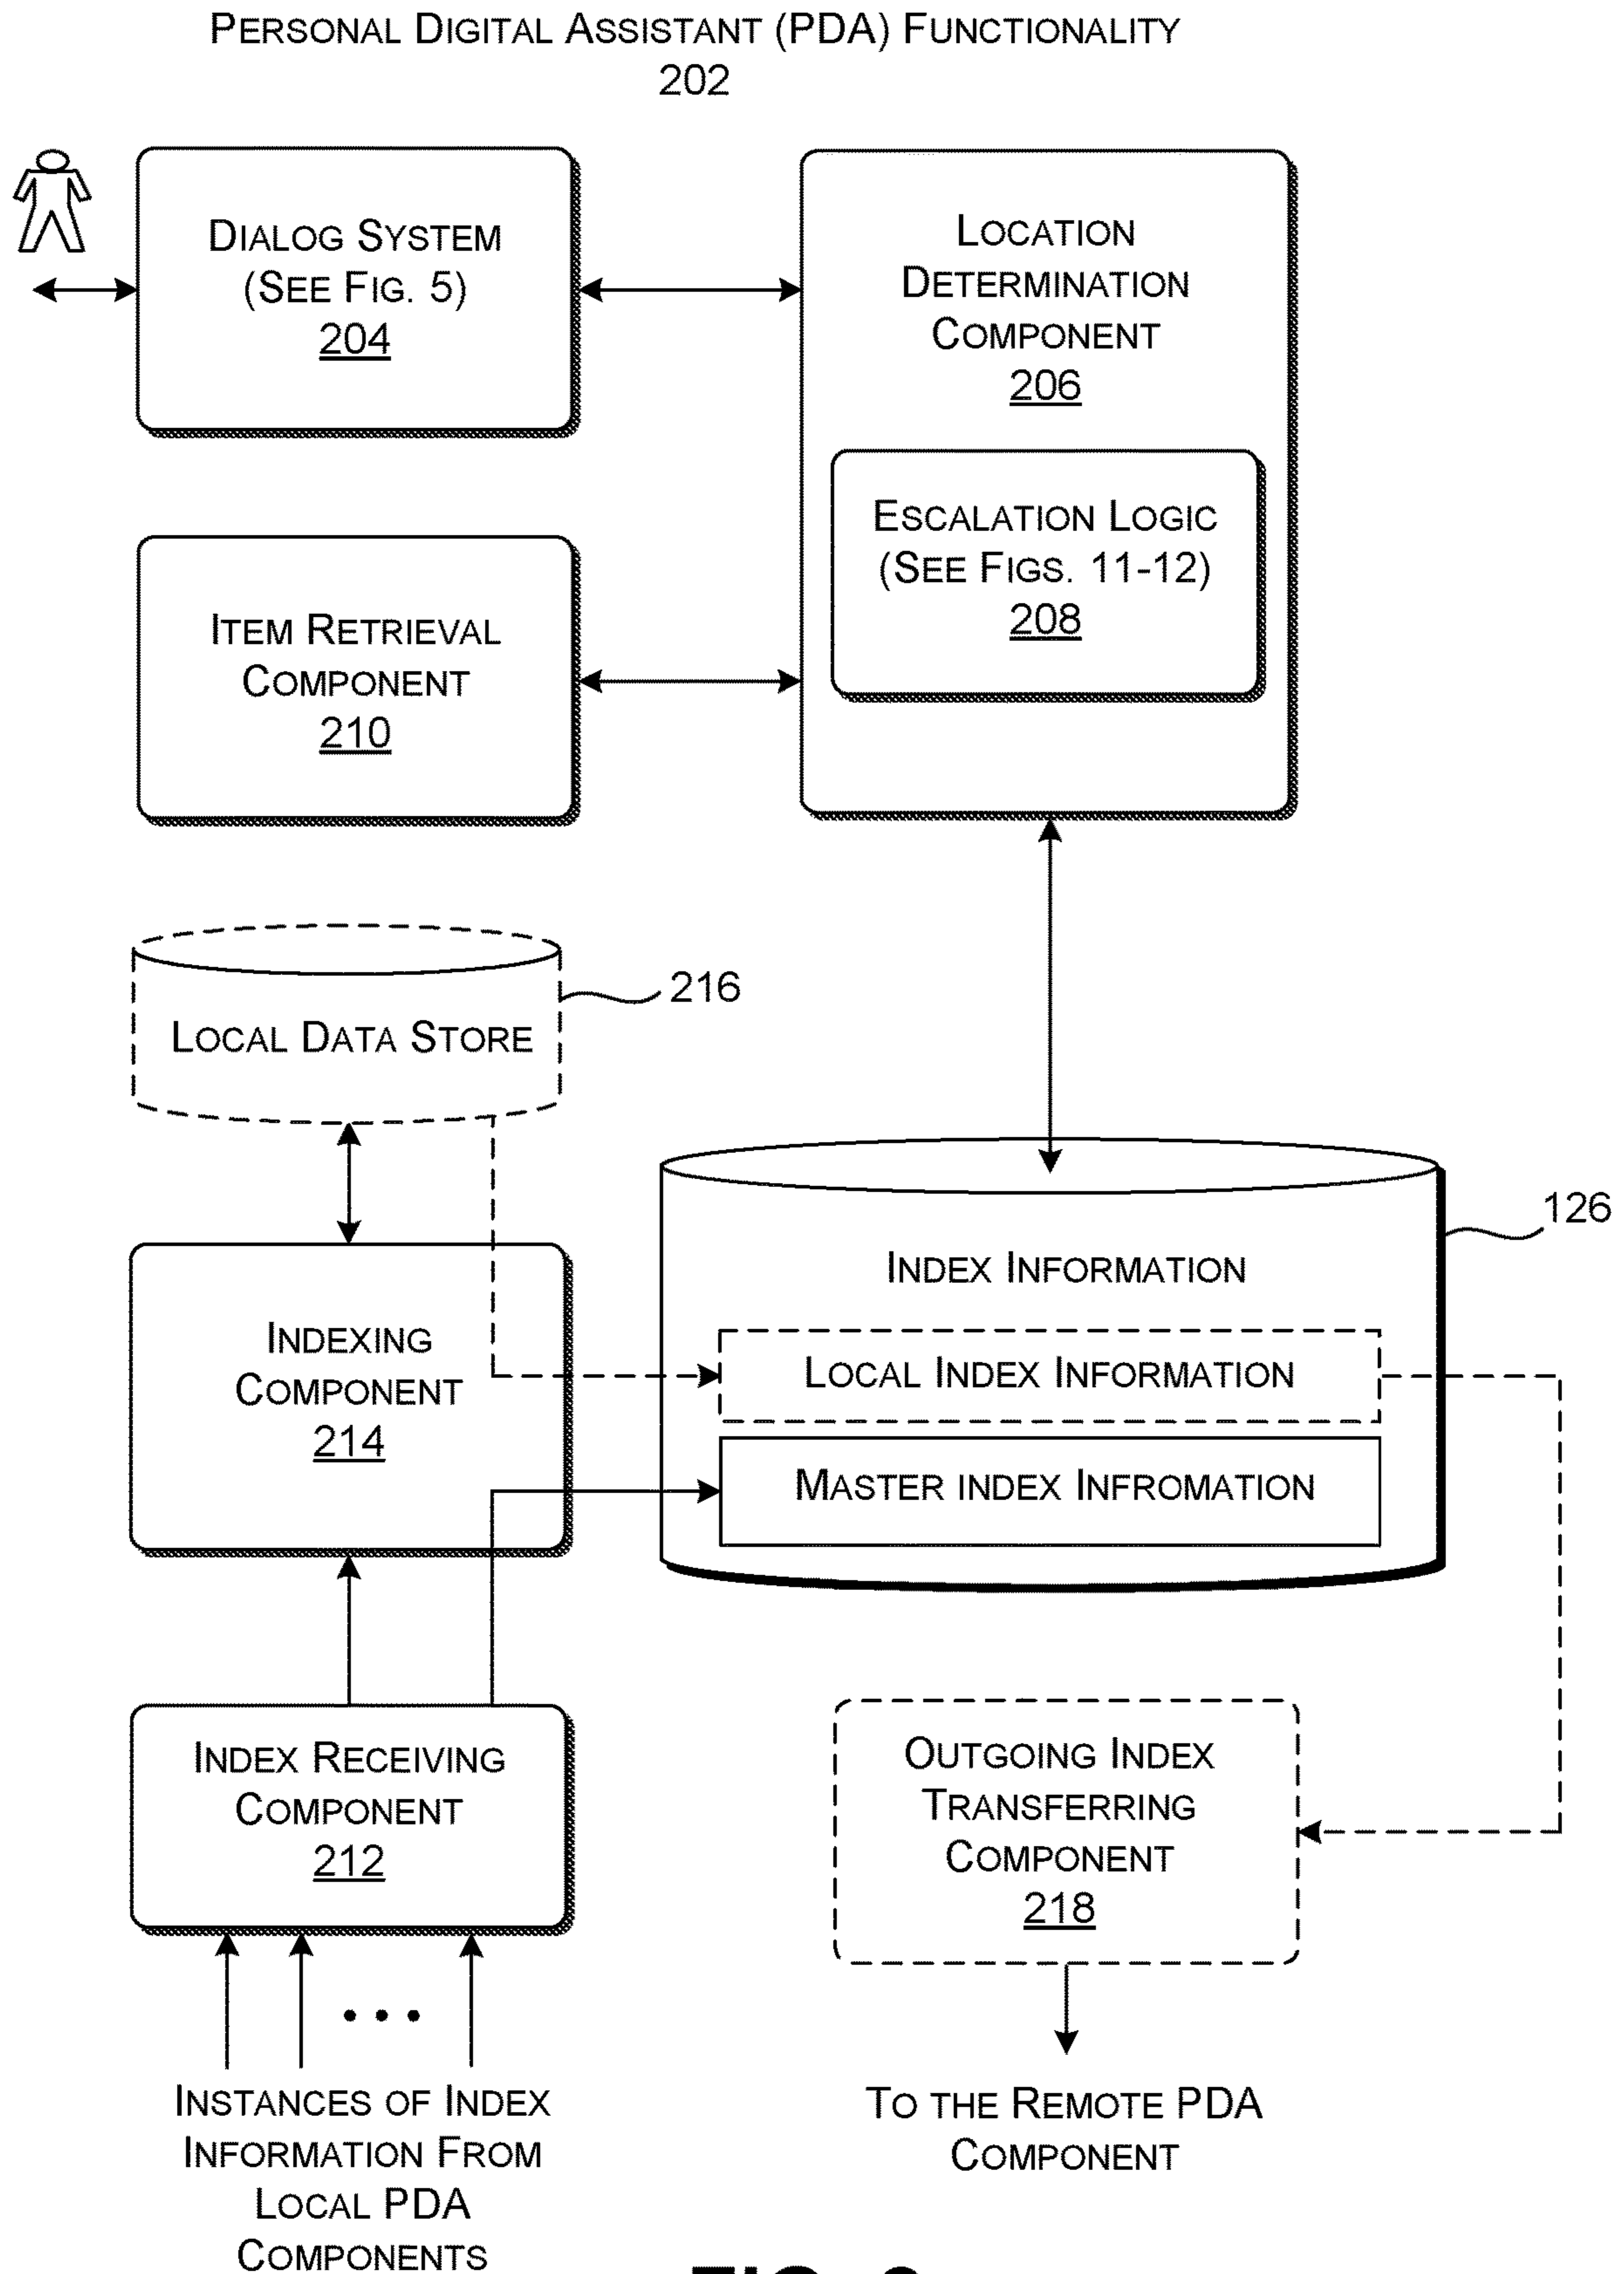 PERSONAL DIGITAL ASSISTANT (PDA) FUNCTIONALITY
202
DIALOG SYSTEM
(SEE FIG. 5)
204
LOCATION
DETERMINATION
COMPONENT
206
ESCALATION LOGIC
(SEE FIGS. 11-12)
208
ITEM RETRIEVAL
COMPONENT
210
216
LOCAL DATA STORE
126
INDEX INFORMATION
INDEXING
COMPONENT
214
LOCAL INDEX INFORMATION
MASTER INDEX INFROMATION
INDEX RECEIVING
COMPONENT
212
OUTGOING INDEX
TRANSFERRING
COMPONENT
218
INSTANCES OF INDEX
INFORMATION FROM
LOCAL PDA
COMPONENTS
TO THE REMOTE PDA
COMPONENT
FIG.